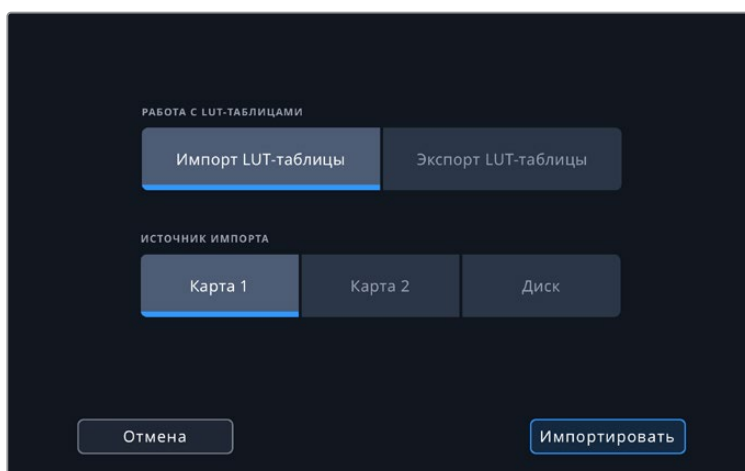 РАБОТА С LUT-ТАБЛИЦАМИ
Импорт LUT-таблицы Экспорт LUT-таблицы
ИСТОЧНИК ИМПОРТА
Карта 1 Карта 2 Диск
Отмена Импортировать